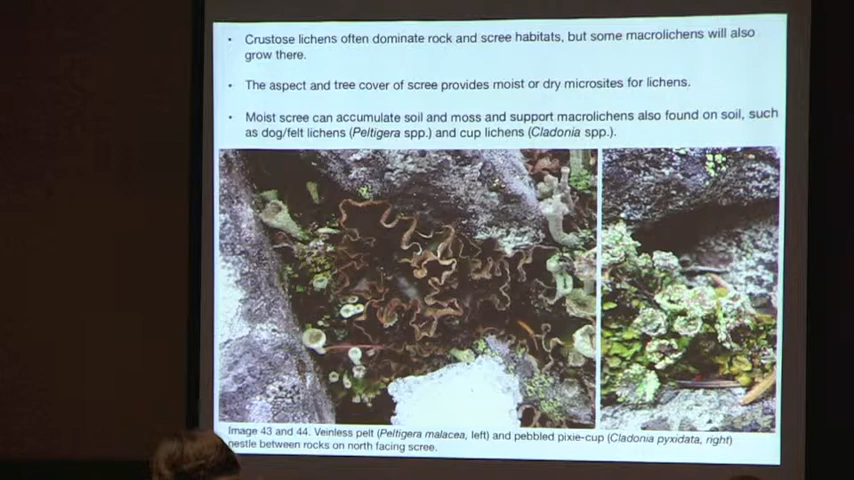 • Crustose lichens often dominate rock and scree habitats, but some macrolichens will also
grow there.
• The aspect and tree cover of scree provides moist or dry microsites for lichens.
• Moist scree can accumulate soil and moss and support macrolichens also found on soil, such
as dog/felt lichens (Peltigera spp.) and cup lichens (Cladonia spp.).
Image 43 and 44. Veinless pelt (Peltigera malacea, left) and pebbled pixie-cup (Cladonia pyxidata, right)
nestle between rocks on north facing scree.